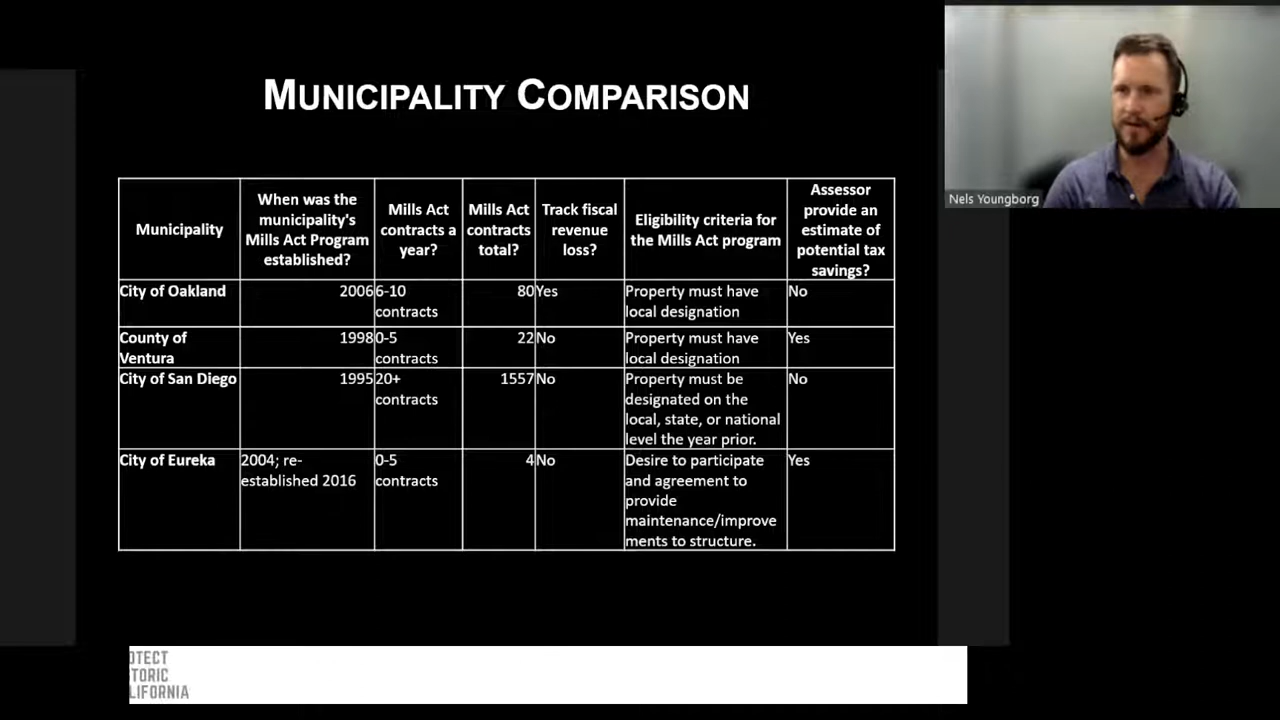 MUNICIPALITY COMPARISON
Nels Youngborg
Municipality
When was the
municipality's
Mills Act Program
established?
Mills Act
contracts a
year?
Mills Act
contracts
total?
Track fiscal
revenue
loss?
Eligibility criteria for
the Mills Act program
Assessor
provide an
estimate of
potential tax
savings?
City of Oakland
2006
6-10
contracts
80
Yes
Property must have
local designation
No
County of
Ventura
1998
0-5
contracts
22
No
Property must have
local designation
Yes
City of San Diego
1995
20+
contracts
1557
No
Property must be
designated on the
local, state, or national
level the year prior.
No
City of Eureka
2004; re-
established 2016
0-5
contracts
4
No
Desire to participate
and agreement to
provide
maintenance/improve
ments to structure.
Yes
OTECT
TORIC
LIFORNIA